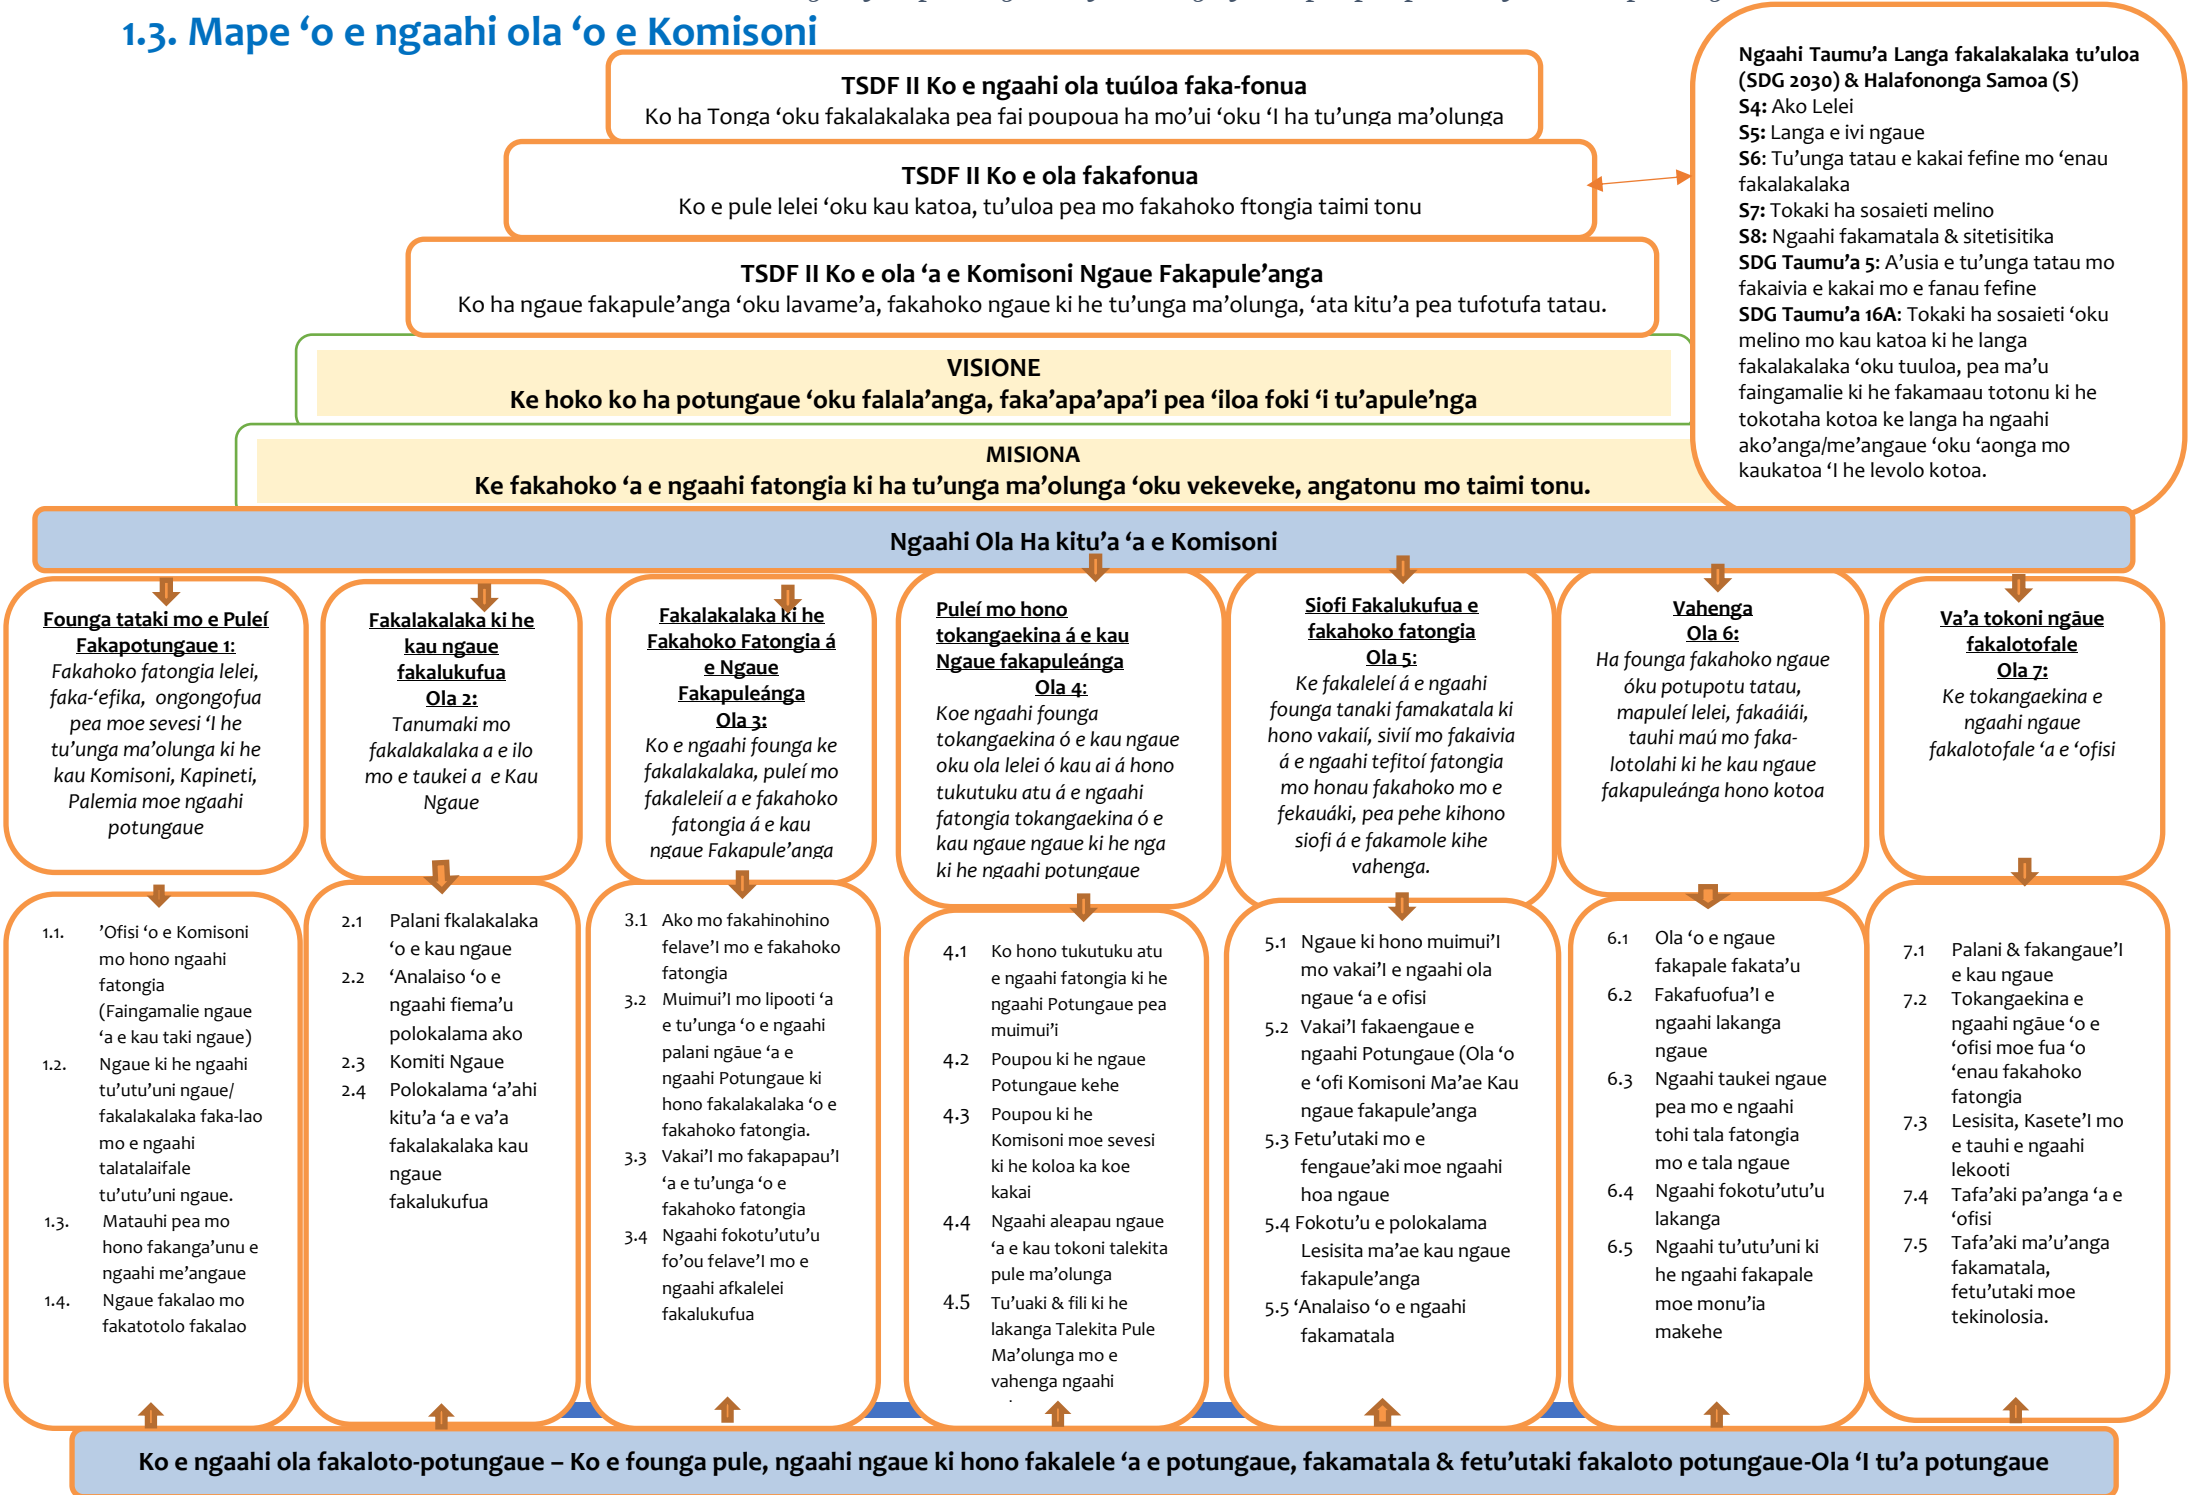 1.3. Mape ‘o e ngaahi ola ‘o e Komisoni
TSDF II Ko e ngaahi ola tuúloa faka-fonua
Ko ha Tonga ‘oku fakalakalaka pea fai poupoua ha mo’ui ‘oku ‘I ha tu’unga ma’olunga
TSDF II Ko e ola fakafonua
Ko e pule lelei ‘oku kau katoa, tu’uloa pea mo fakahoko ftongia taimi tonu
TSDF II Ko e ola ‘a e Komisoni Ngaue Fakapule’anga
Ko ha ngaue fakapule’anga ‘oku lavame’a, fakahoko ngaue ki he tu’unga ma’olunga, ‘ata kitu’a pea tufotufa tatau.
VISIONE
Ke hoko ko ha potungaue ‘oku falala’anga, faka’apa’apa’i pea ‘iloa foki ‘i tu’apule’nga
MISIONA
Ke fakahoko ‘a e ngaahi fatongia ki ha tu’unga ma’olunga ‘oku vekeveke, angatonu mo taimi tonu.
Ngaahi Taumu’a Langa fakalakalaka tu’uloa
(SDG 2030) & Halafononga Samoa (S)
S4: Ako Lelei
S5: Langa e ivi ngaue
S6: Tu’unga tatau e kakai fefine mo ‘enau
fakalakalaka
S7: Tokaki ha sosaieti melino
S8: Ngaahi fakamatala & sitetisitika
SDG Taumu’a 5: A’usia e tu’unga tatau mo
fakaivia e kakai mo e fanau fefine
SDG Taumu’a 16A: Tokaki ha sosaieti ‘oku
melino mo kau katoa ki he langa
fakalakalaka ‘oku tuuloa, pea ma’u
faingamalie ki he fakamaau totonu ki he
tokotaha kotoa ke langa ha ngaahi
ako’anga/me’angaue ‘oku ‘aonga mo
kaukatoa ‘I he levolo kotoa.
Ngaahi Ola Ha kitu’a ‘a e Komisoni
Founga tataki mo e Puleí
Fakapotungaue 1:
Fakahoko fatongia lelei,
faka-‘efika, ongongofua
pea moe sevesi ‘I he
tu’unga ma’olunga ki he
kau Komisoni, Kapineti,
Palemia moe ngaahi
potungaue
Fakalakalaka ki he
kau ngaue
fakalukufua
Ola 2:
Tanumaki mo
fakalakalaka a e ilo
mo e taukei a e Kau
Ngaue
Fakalakalaka ki he
Fakahoko Fatongia á
e Ngaue
Fakapuleánga
Ola 3:
Ko e ngaahi founga ke
fakalakalaka, puleí mo
fakaleleií a e fakahoko
fatongia á e kau
ngaue Fakapule’anga
Puleí mo hono
tokangaekina á e kau
Ngaue fakapuleánga
Ola 4:
Koe ngaahi founga
tokangaekina ó e kau ngaue
oku ola lelei ó kau ai á hono
tukutuku atu á e ngaahi
fatongia tokangaekina ó e
kau ngaue ngaue ki he nga
ki he ngaahi potungaue
Siofi Fakalukufua e
fakahoko fatongia
Ola 5:
Ke fakaleleí á e ngaahi
founga tanaki famakatala ki
hono vakaií, sivií mo fakaivia
á e ngaahi tefitoí fatongia
mo honau fakahoko mo e
fekauáki, pea pehe kihono
siofi á e fakamole kihe
vahenga.
Vahenga
Ola 6:
Ha founga fakahoko ngaue
óku potupotu tatau,
mapuleí lelei, fakaáiái,
tauhi maú mo faka-
lotolahi ki he kau ngaue
fakapuleánga hono kotoa
Va’a tokoni ngāue
fakalotofale
Ola 7:
Ke tokangaekina e
ngaahi ngaue
fakalotofale ‘a e ‘ofisi
1.1. ’Ofisi ‘o e Komisoni
mo hono ngaahi
fatongia
(Faingamalie ngaue
‘a e kau taki ngaue)
1.2. Ngaue ki he ngaahi
tu’utu’uni ngaue/
fakalakalaka faka-lao
mo e ngaahi
talatalaifale
tu’utu’uni ngaue.
1.3. Matauhi pea mo
hono fakanga’unu e
ngaahi me’angaue
1.4. Ngaue fakalao mo
fakatotolo fakalao
2.1 Palani fkalakalaka
‘o e kau ngaue
2.2 ‘Analaiso ‘o e
ngaahi fiema’u
polokalama ako
2.3 Komiti Ngaue
2.4 Polokalama ‘a’ahi
kitu’a ‘a e va’a
fakalakalaka kau
ngaue
fakalukufua
3.1 Ako mo fakahinohino
felave’I mo e fakahoko
fatongia
3.2 Muimui’I mo lipooti ‘a
e tu’unga ‘o e ngaahi
palani ngāue ‘a e
ngaahi Potungaue ki
hono fakalakalaka ‘o e
fakahoko fatongia.
3.3 Vakai’I mo fakapapau’I
‘a e tu’unga ‘o e
fakahoko fatongia
3.4 Ngaahi fokotu’utu’u
fo’ou felave’I mo e
ngaahi afkalelei
fakalukufua
4.1 Ko hono tukutuku atu
e ngaahi fatongia ki he
ngaahi Potungaue pea
muimui’i
4.2 Poupou ki he ngaue
Potungaue kehe
4.3 Poupou ki he
Komisoni moe sevesi
ki he koloa ka koe
kakai
4.4 Ngaahi aleapau ngaue
‘a e kau tokoni talekita
pule ma’olunga
4.5 Tu’uaki & fili ki he
lakanga Talekita Pule
Ma’olunga mo e
vahenga ngaahi
5.1 Ngaue ki hono muimui’I
mo vakai’I e ngaahi ola
ngaue ‘a e ofisi
5.2 Vakai’I fakaengaue e
ngaahi Potungaue (Ola ‘o
e ‘ofi Komisoni Ma’ae Kau
ngaue fakapule’anga
5.3 Fetu’utaki mo e
fengaue’aki moe ngaahi
hoa ngaue
5.4 Fokotu’u e polokalama
Lesisita ma’ae kau ngaue
fakapule’anga
5.5 ‘Analaiso ‘o e ngaahi
fakamatala
6.1 Ola ‘o e ngaue
fakapale fakata’u
6.2 Fakafuofua’I e
ngaahi lakanga
ngaue
6.3 Ngaahi taukei ngaue
pea mo e ngaahi
tohi tala fatongia
mo e tala ngaue
6.4 Ngaahi fokotu’utu’u
lakanga
6.5 Ngaahi tu’utu’uni ki
he ngaahi fakapale
moe monu’ia
makehe
7.1 Palani & fakangaue’I
e kau ngaue
7.2 Tokangaekina e
ngaahi ngāue ‘o e
‘ofisi moe fua ‘o
‘enau fakahoko
fatongia
7.3 Lesisita, Kasete’I mo
e tauhi e ngaahi
lekooti
7.4 Tafa’aki pa’anga ‘a e
‘ofisi
7.5 Tafa’aki ma’u’anga
fakamatala,
fetu’utaki moe
tekinolosia.
Ko e ngaahi ola fakaloto-potungaue – Ko e founga pule, ngaahi ngaue ki hono fakalele ‘a e potungaue, fakamatala & fetu’utaki fakaloto potungaue-Ola ‘I tu’a potungaue